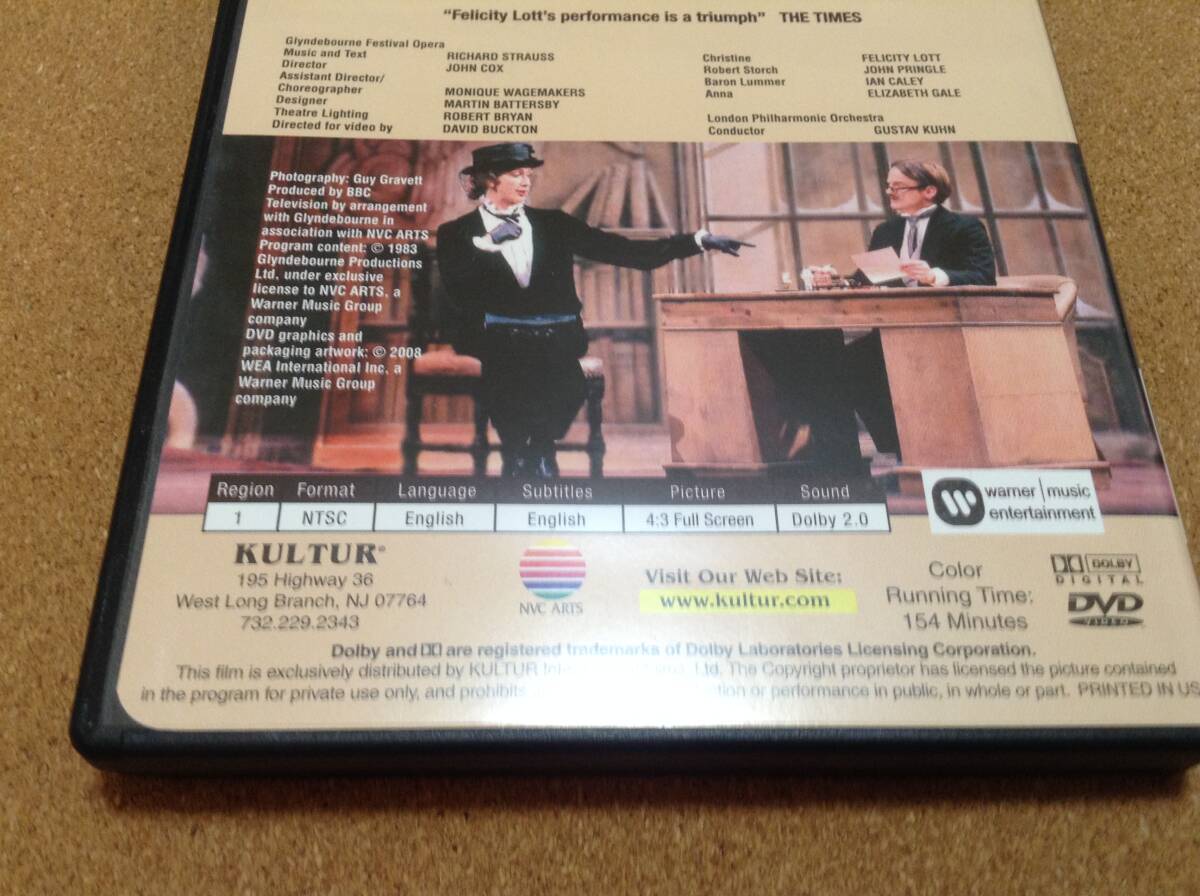 “Felicity Lott's performance is a triumph” THE TIMES
Glyndebourne Festival Opera
Music and Text RICHARD STRAUSS
Director JOHN COX
Assistant Director/
Choreographer MONIQUE WAGEMAKERS
Designer MARTIN BATTERSBY
Theatre Lighting ROBERT BRYAN
Directed for video by DAVID BUCKTON
Christine FELICITY LOTT
Robert Storch JOHN PRINGLE
Baron Lummer IAN CALEY
Anna ELIZABETH GALE
London Philharmonic Orchestra
Conductor GUSTAV KUHN
Photography: Guy Gravett
Produced by BBC
Television by arrangement
with Glyndebourne in
association with NVC ARTS
Program content: © 1983
Glyndebourne Productions
Ltd. under exclusive
license to NVC ARTS, a
Warner Music Group
company
DVD graphics and
packaging artwork: © 2008
WEA International Inc. a
Warner Music Group
company
Region Format Language Subtitles Picture Sound
1 NTSC English English 4:3 Full Screen Dolby 2.0
warner music
entertainment
KULTUR®
195 Highway 36
West Long Branch, NJ 07764
732.229.2343
NVC ARTS
Visit Our Web Site:
www.kultur.com
Color
Running Time:
154 Minutes
DOLBY
DIGITAL
DVD
VIDEO
Dolby and are registered trademarks of Dolby Laboratories Licensing Corporation.
This film is exclusively distributed by KULTUR Ltd. The Copyright proprietor has licensed the picture contained
in the program for private use only, and prohibits or performance in public, in whole or part. PRINTED IN US